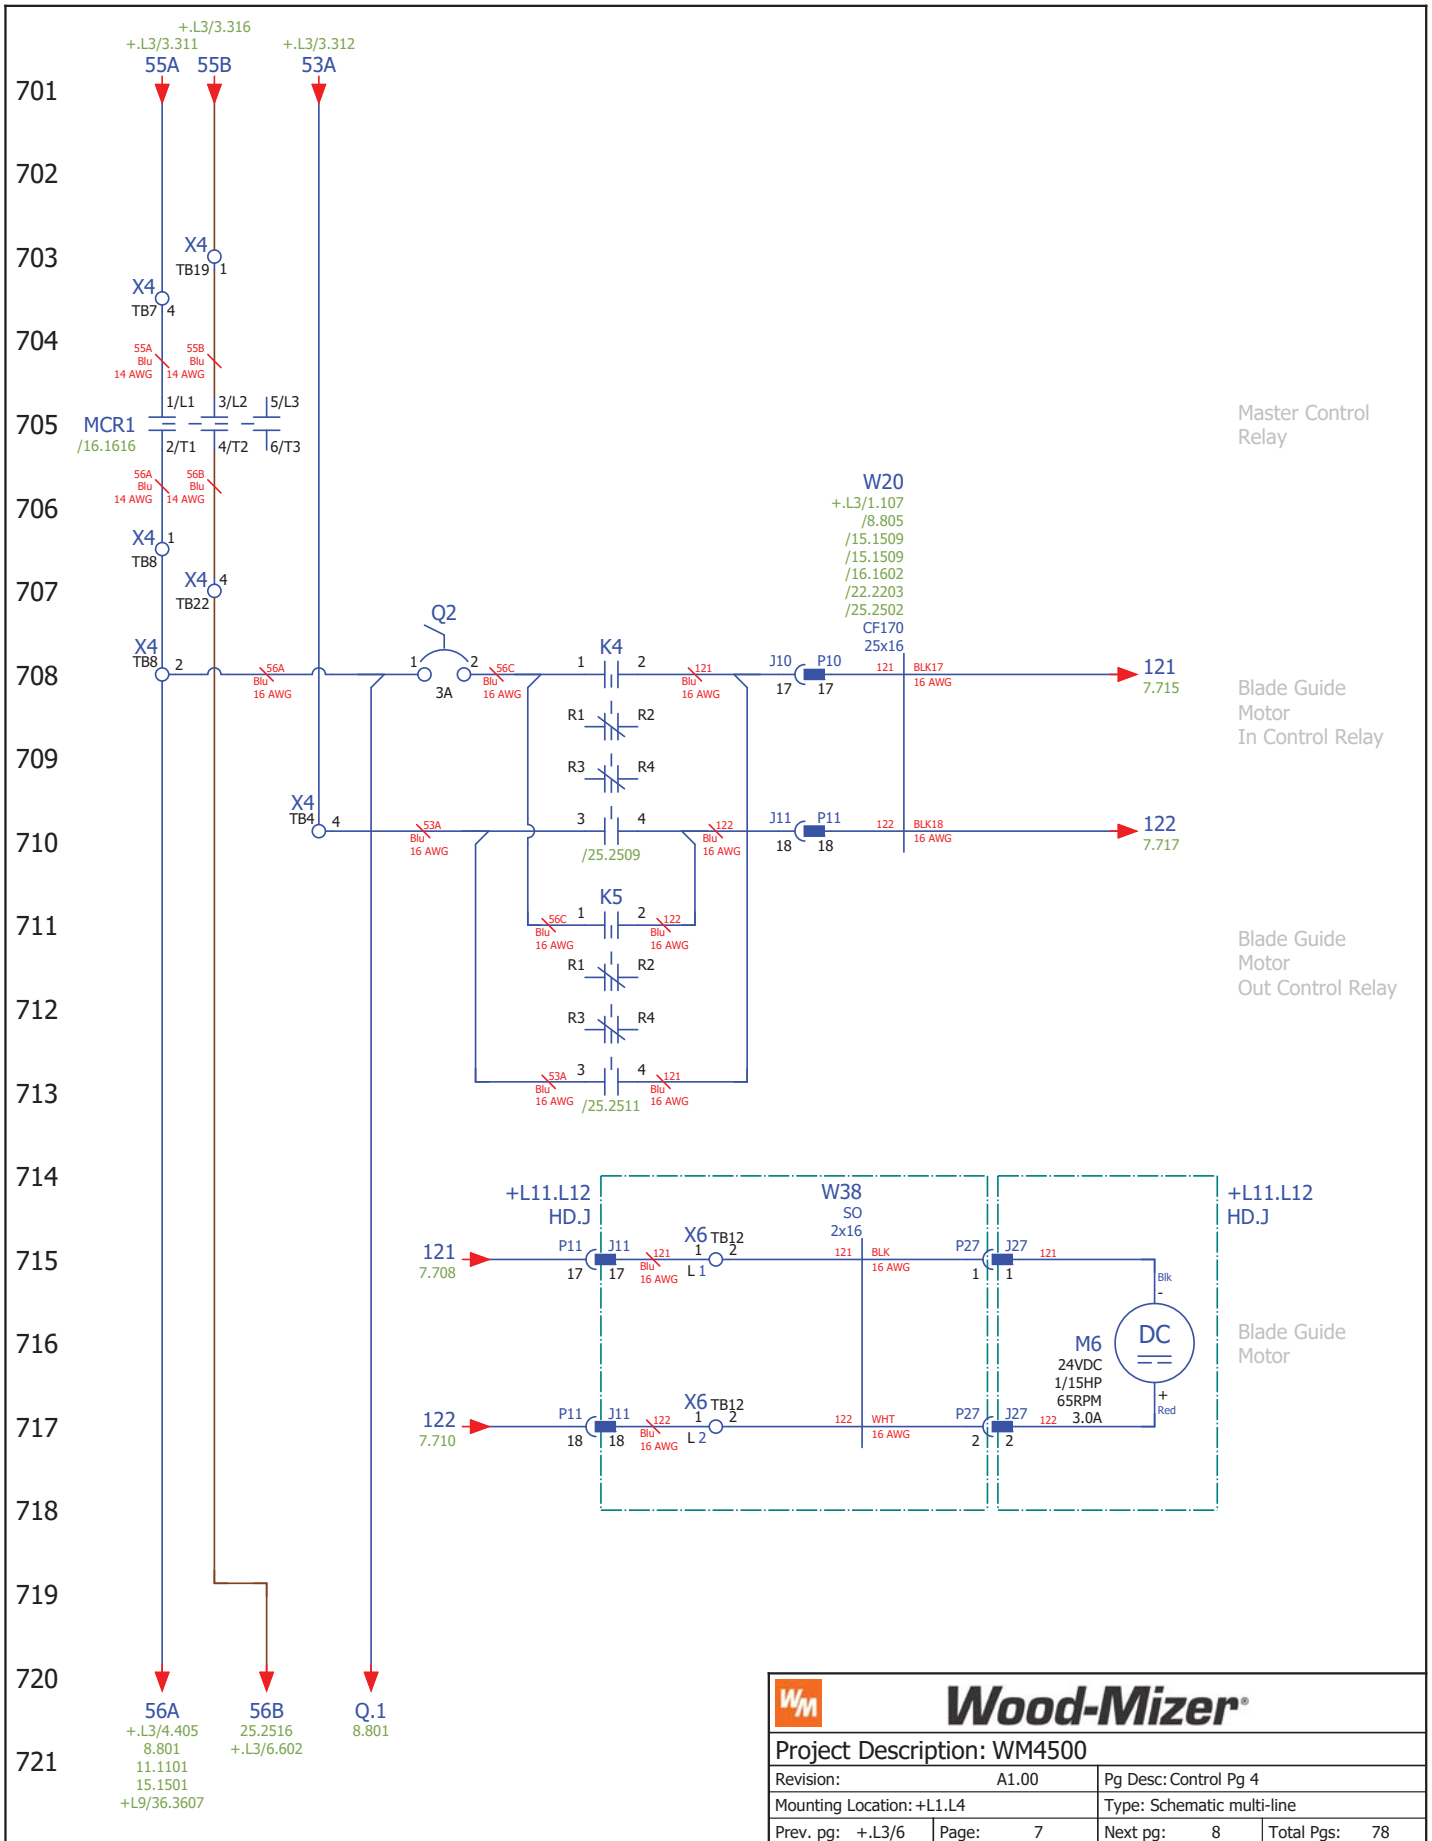 +.L3/3.316
+.L3/3.311
+.L3/3.312
55A
55B
53A
701
702
703
X4
TB19
1
X4
TB7
4
704
55A
Blu
14 AWG
55B
Blu
14 AWG
1/L1
3/L2
5/L3
705
MCR1
/16.1616
2/T1
4/T2
6/T3
Master Control
Relay
56A
Blu
14 AWG
56B
Blu
14 AWG
706
X4
1
TB8
W20
+.L3/1.107
/8.805
/15.1509
/15.1509
/16.1602
/22.2203
/25.2502
CF170
25x16
707
X4
4
TB22
708
X4
TB8
2
56A
Blu
16 AWG
Q2
1
2
3A
56C
Blu
16 AWG
K4
1
2
121
Blu
16 AWG
J10
P10
17
17
121
BLK17
16 AWG
121
7.715
Blade Guide
Motor
In Control Relay
R1
R2
709
R3
R4
710
X4
TB4
4
53A
Blu
16 AWG
3
4
/25.2509
122
Blu
16 AWG
J11
P11
18
18
122
BLK18
16 AWG
122
7.717
711
K5
1
2
56C
Blu
16 AWG
122
Blu
16 AWG
Blade Guide
Motor
Out Control Relay
R1
R2
712
R3
R4
713
53A
Blu
16 AWG
3
4
/25.2511
121
Blu
16 AWG
714
+L11.L12
HD.J
W38
SO
2x16
+L11.L12
HD.J
715
121
7.708
P11
J11
17
17
121
Blu
16 AWG
X6
TB12
1
2
L 1
121
BLK
16 AWG
P27
J27
1
1
121
Blk
-
716
M6
24VDC
1/15HP
65RPM
3.0A
DC
+
Red
Blade Guide
Motor
717
122
7.710
P11
J11
18
18
122
Blu
16 AWG
X6
TB12
1
2
L 2
122
WHT
16 AWG
P27
J27
2
2
122
718
719
720
56A
+.L3/4.405
8.801
11.1101
15.1501
+L9/36.3607
56B
25.2516
+.L3/6.602
Q.1
8.801
721
WM
Wood-Mizer®
Project Description: WM4500
Revision: A1.00
Pg Desc: Control Pg 4
Mounting Location: +L1.L4
Type: Schematic multi-line
Prev. pg: +.L3/6
Page: 7
Next pg: 8
Total Pgs: 78